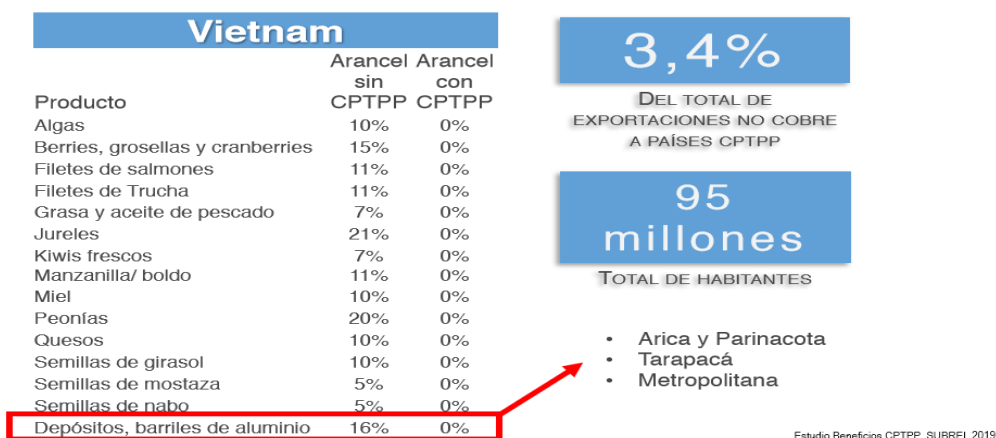 Vietnam
Arancel Arancel
sin con
Producto CPTPP CPTPP
Algas 10% 0%
Berries, grosellas y cranberries 15% 0%
Filetes de salmones 11% 0%
Filetes de Trucha 11% 0%
Grasa y aceite de pescado 7% 0%
Jureles 21% 0%
Kiwis frescos 7% 0%
Manzanilla/ boldo 11% 0%
Miel 10% 0%
Peonías 20% 0%
Quesos 10% 0%
Semillas de girasol 10% 0%
Semillas de mostaza 5% 0%
Semillas de nabo 5% 0%
Depósitos, barriles de aluminio 16% 0%
3,4%
DEL TOTAL DE
EXPORTACIONES NO COBRE
A PAÍSES CPTPP
95
millones
TOTAL DE HABITANTES
• Arica y Parinacota
• Tarapacá
• Metropolitana
Estudio Beneficios CPTPP, SUBREI, 2019